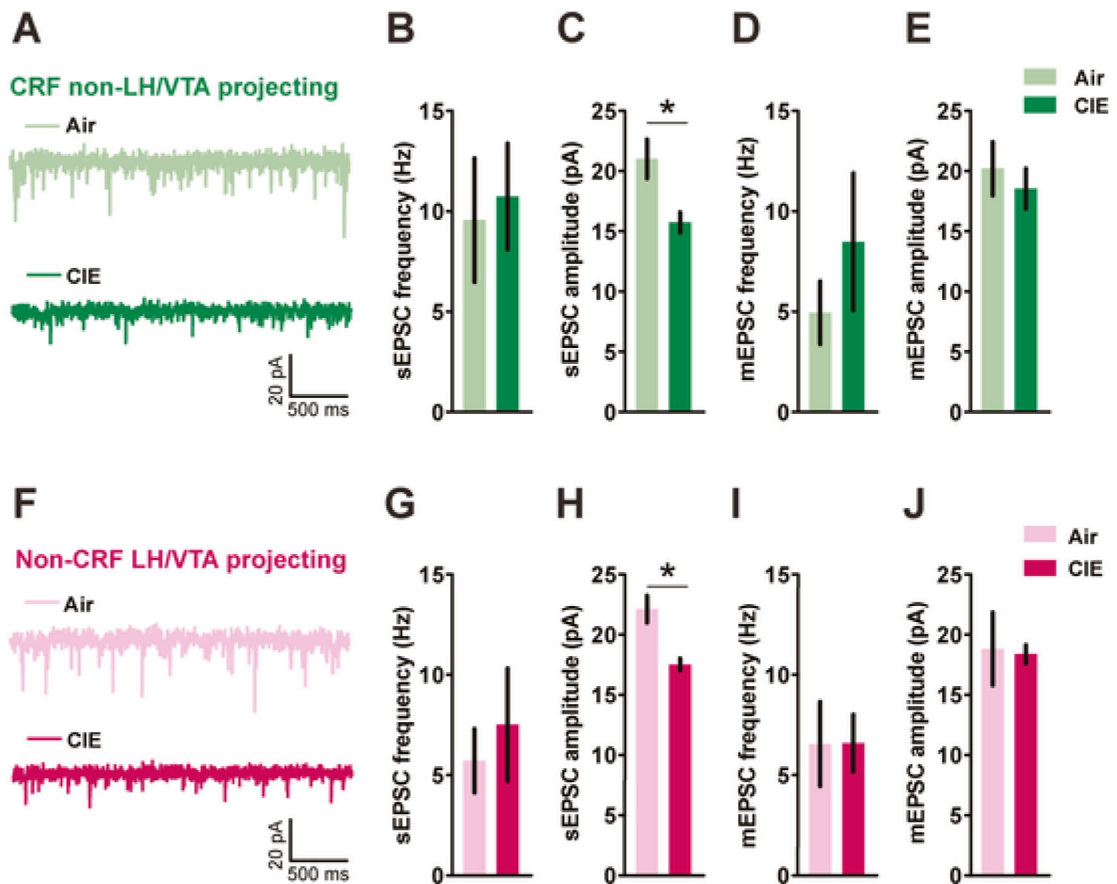 A
CRF non-LH/VTA projecting
Air
CIE
20 pA
500 ms
B
sEPSC frequency (Hz)
15
10
5
0
C
sEPSC amplitude (pA)
25
20
15
10
5
0
*
D
mEPSC frequency (Hz)
15
10
5
0
E
mEPSC amplitude (pA)
25
20
15
10
5
0
Air
CIE
F
Non-CRF LH/VTA projecting
Air
CIE
20 pA
500 ms
G
sEPSC frequency (Hz)
15
10
5
0
H
sEPSC amplitude (pA)
25
20
15
10
5
0
*
I
mEPSC frequency (Hz)
15
10
5
0
J
mEPSC amplitude (pA)
25
20
15
10
5
0
Air
CIE